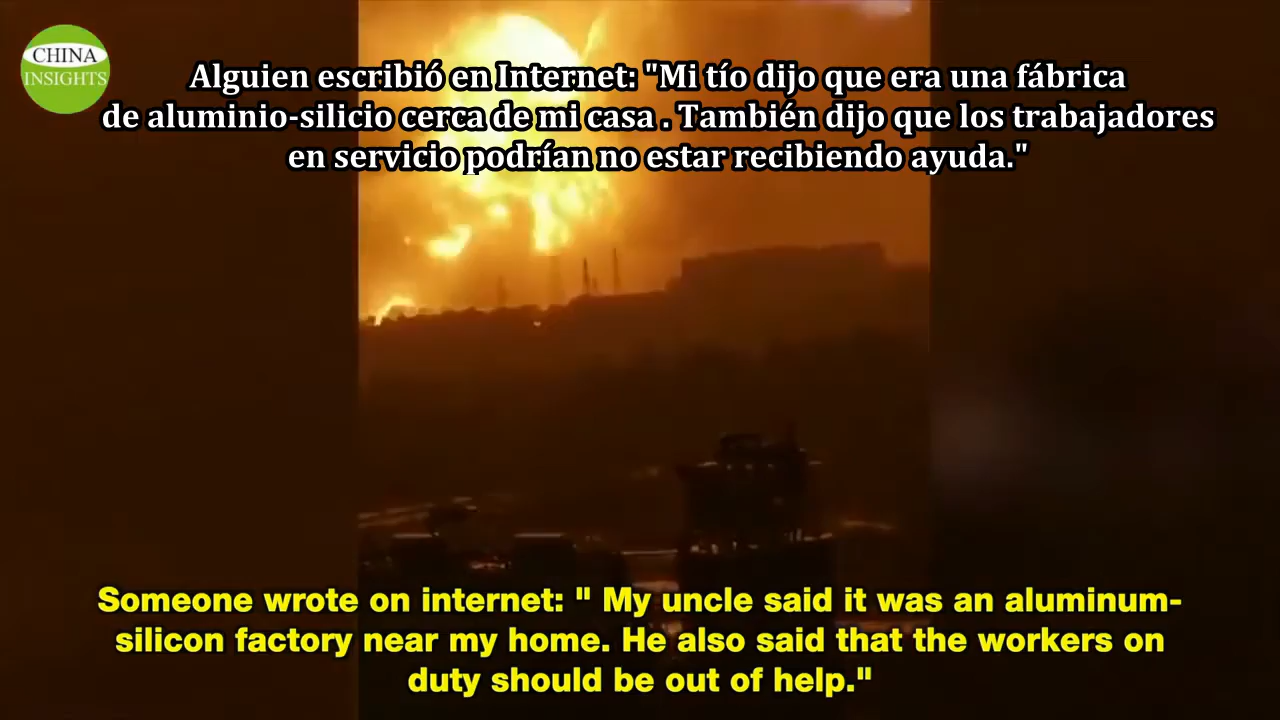 CHINA
INSIGHTS
Alguien escribió en Internet: "Mi tío dijo que era una fábrica
de aluminio-silicio cerca de mi casa . También dijo que los trabajadores
en servicio podrían no estar recibiendo ayuda."
Someone wrote on internet: " My uncle said it was an aluminum-
silicon factory near my home. He also said that the workers on
duty should be out of help."